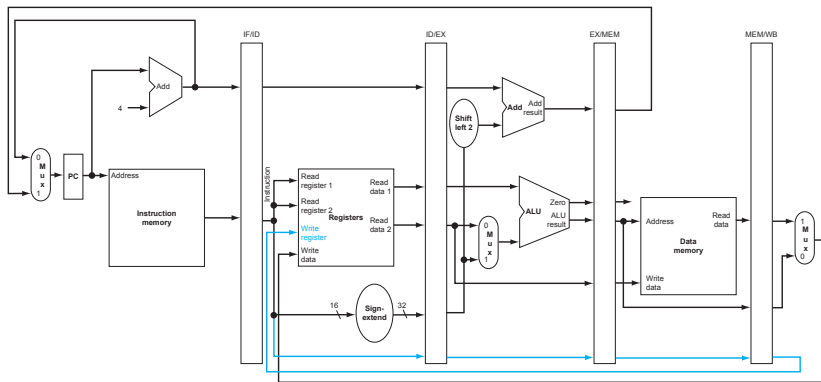 IF/ID
ID/EX
EX/MEM
MEM/WB
Add
4
Shift
left 2
Add
Add
result
0
M
u
x
1
PC
Address
Instruction
memory
Instruction
Read
register 1
Read
register 2
Registers
Write
register
Write
data
Read
data 1
Read
data 2
16
Sign-
extend
32
0
M
u
x
1
ALU
Zero
ALU
result
Address
Read
data
Data
memory
Write
data
1
M
u
x
0